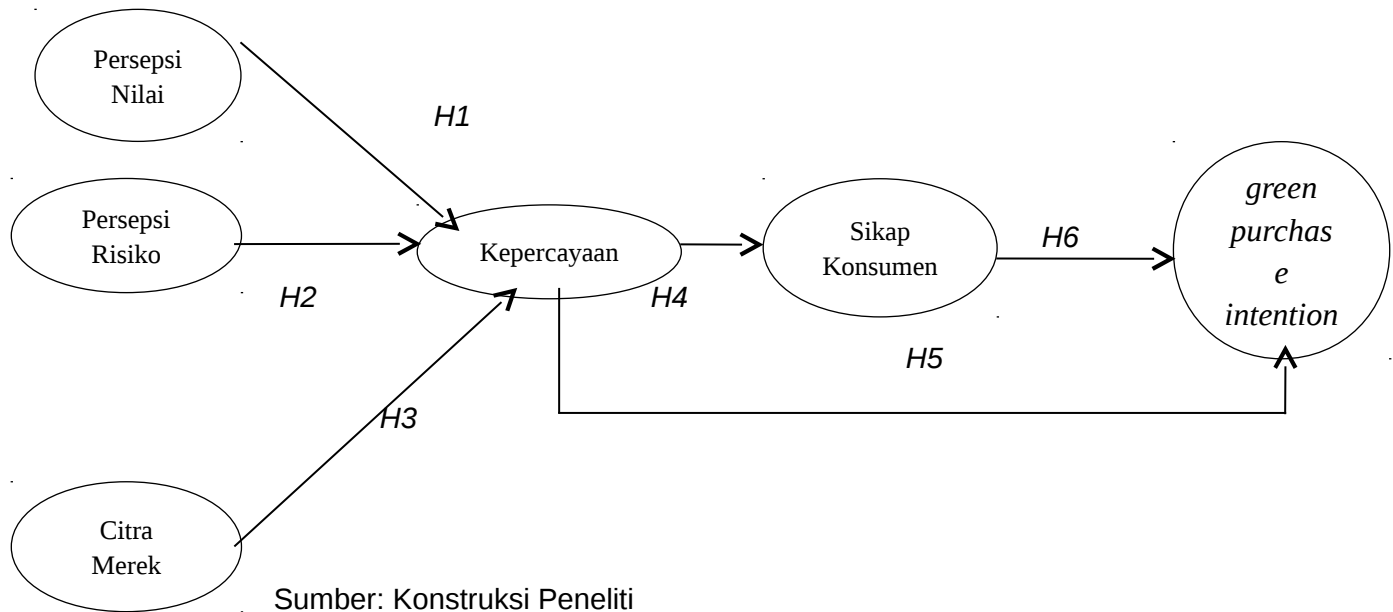 Persepsi
Nilai
H1
Persepsi
Risiko
H2
Kepercayaan
H4
Sikap
Konsumen
H6
green
purchas
e
intention
H5
H3
Citra
Merek
Sumber: Konstruksi Peneliti